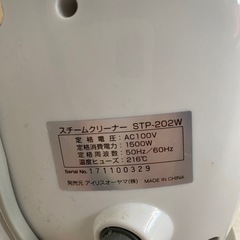 スチームクリーナー STP-202W
定格電圧:AC100V
定格消費電力:1500W
定格周波数:50Hz/60Hz
温度ヒューズ:216℃
Serial No.171100329
発売元 アイリスオーヤマ(株) MADE IN CHINA